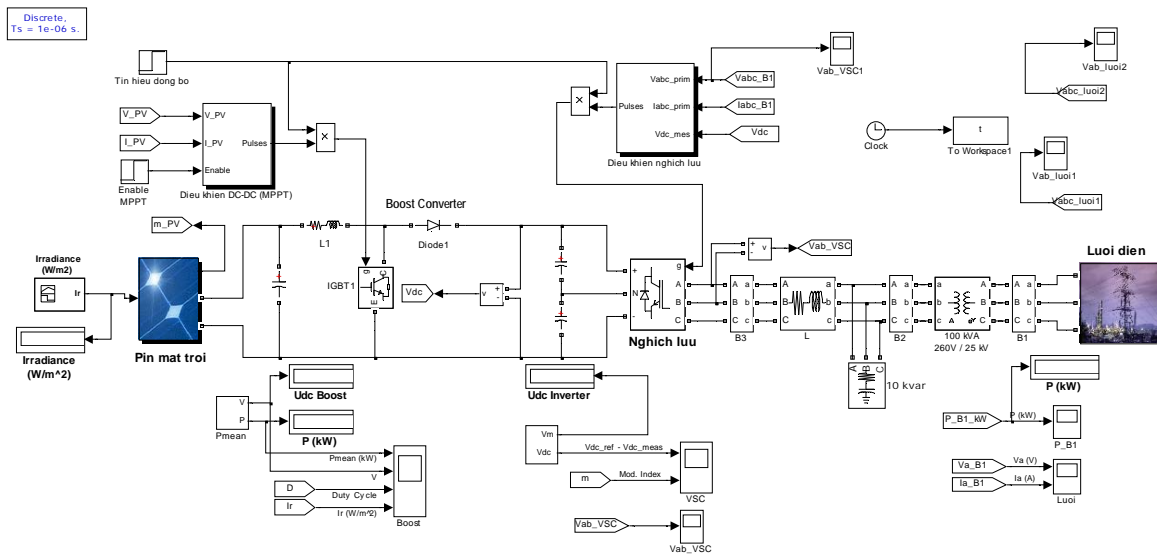 Discrete,
Ts = 1e-06 s.
Tin hieu dong bo
V_PV
I_PV
Enable
MPPT
V_PV
I_PV
Enable
Pulses
Dieu khien DC-DC (MPPT)
×
×
Vabc_prim
Iabc_prim
Vdc_mes
Pulses
Dieu khien nghich luu
Vabc_B1
Iabc_B1
Vdc
Vab_VSC1
Clock
t
To Workspace1
Vab_luoi2
Vabc_luoi2
Vab_luoi1
Vabc_luoi1
m_PV
Irradiance
(W/m2)
Ir
Irradiance
(W/m^2)
Pin mat troi
L1
Boost Converter
Diode1
g
C
E
IGBT1
Vdc
v
+
-
+
N
-
g
A
B
C
Nghich luu
+
-
v
Vab_VSC
A
B
C
a
b
c
B3
A
B
C
a
b
c
L
A
B
C
10 kvar
A
B
C
a
b
c
B2
a
b
c
A
B
C
100 kVA
260V / 25 kV
A
B
C
a
b
c
B1
Luoi dien
Udc Boost
V
P
Pmean
P (kW)
Pmean (kW)
V
D
Duty Cycle
Ir
Ir (W/m^2)
Boost
Udc Inverter
Vm
Vdc
Vdc_ref - Vdc_meas
m
Mod. Index
VSC
Vab_VSC
Vab_VSC
P (kW)
P_B1_kW
P (kW)
P_B1
Va_B1
Va (V)
Ia_B1
Ia (A)
Luoi